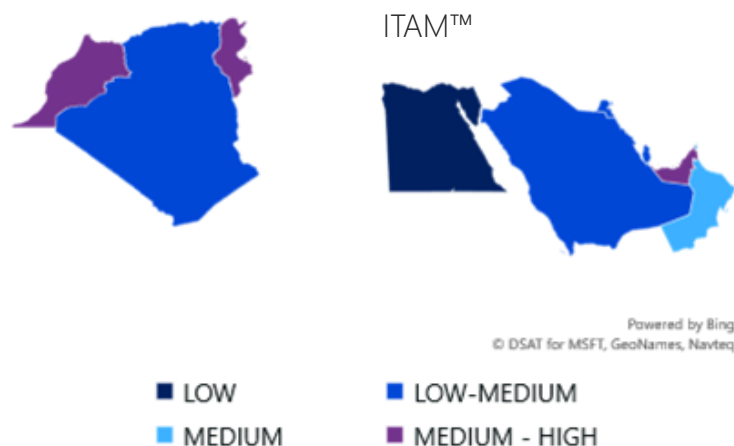 ITAM™
Powered by Bing
© DSAT for MSFT, GeoNames, Navteq
LOW
LOW-MEDIUM
MEDIUM
MEDIUM - HIGH